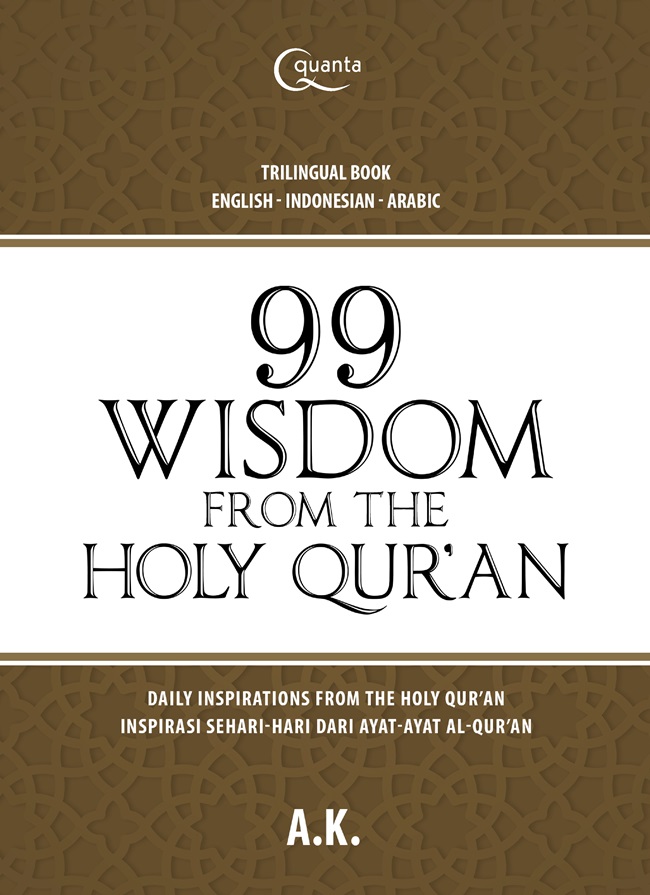 quanta
TRILINGUAL BOOK
ENGLISH - INDONESIAN - ARABIC
99
WISDOM
FROM THE
HOLY QUR'AN
DAILY INSPIRATIONS FROM THE HOLY QUR'AN
INSPIRASI SEHARI-HARI DARI AYAT-AYAT AL-QUR'AN
A.K.